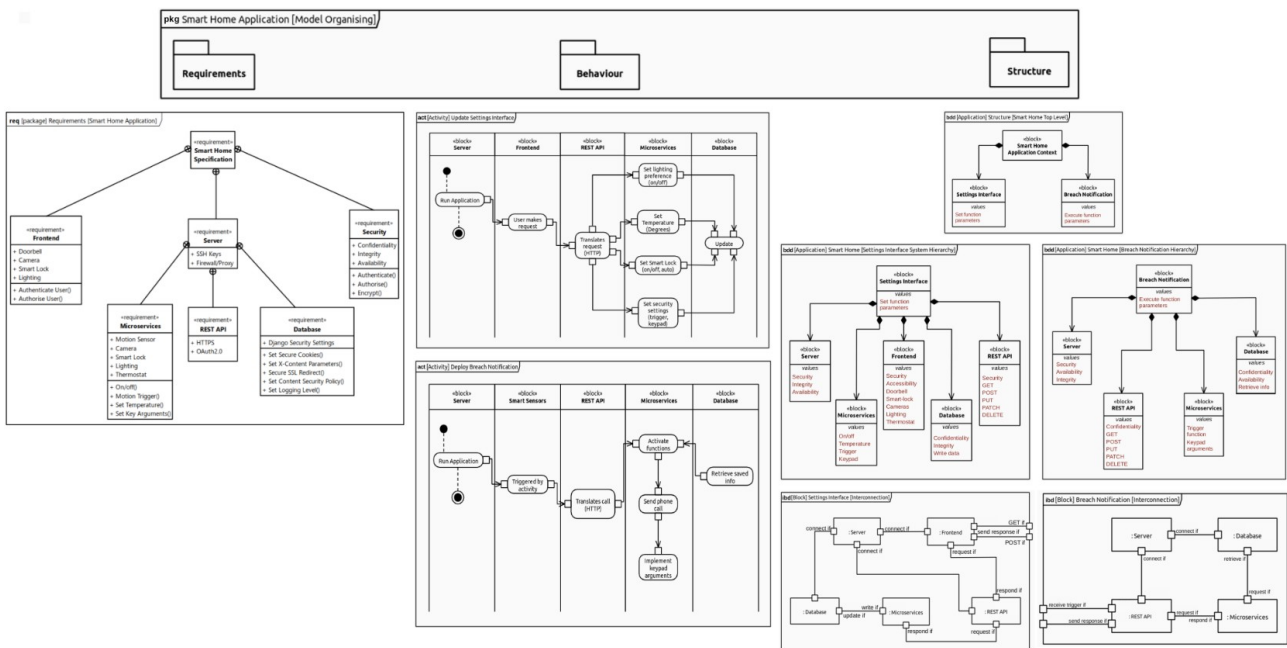 pkg Smart Home Application [Model Organising]
Requirements
Behaviour
Structure
req [package] Requirements [Smart Home Application]
«requirement»
Smart Home
Specification
«requirement»
Frontend
+ Doorbell
+ Camera
+ Smart Lock
+ Lighting
+ Authenticate User()
+ Authorise User()
«requirement»
Server
+ SSH Keys
+ Firewall/Proxy
«requirement»
Security
+ Confidentiality
+ Integrity
+ Availability
+ Authenticate()
+ Authorise()
+ Encrypt()
«requirement»
Microservices
+ Motion Sensor
+ Camera
+ Smart Lock
+ Lighting
+ Thermostat
+ On/off()
+ Motion Trigger()
+ Set Temperature()
+ Set Key Arguments()
«requirement»
REST API
+ HTTPS
+ OAuth2.0
«requirement»
Database
+ Django Security Settings
+ Set Secure Cookies()
+ Set X-Content Parameters()
+ Secure SSL Redirect()
+ Set Content Security Policy()
+ Set Logging Level()
act [Activity] Update Settings Interface
«block»
Server
«block»
Frontend
«block»
REST API
«block»
Microservices
«block»
Database
Run Application
User makes
request
Translates
request
(HTTP)
Set lighting
preference
(on/off)
Set
Temperature
(Degrees)
Set Smart Lock
(on/off, auto)
Set security
settings
(trigger,
keypad)
Update
act [Activity] Deploy Breach Notification
«block»
Server
«block»
Smart Sensors
«block»
REST API
«block»
Microservices
«block»
Database
Run Application
Triggered by
activity
Translates call
(HTTP)
Activate
functions
Send phone
call
Implement
keypad
arguments
Retrieve saved
info
bdd [Application] Structure [Smart Home Top Level]
«block»
Smart Home
Application Context
«block»
Settings Interface
values
Set function
parameters
«block»
Breach Notification
values
Execute function
parameters
bdd [Application] Smart Home [Settings Interface System Hierarchy]
«block»
Settings Interface
values
Set function
parameters
«block»
Server
values
Security
Integrity
Availability
«block»
Microservices
values
On/off
Temperature
Trigger
Keypad
«block»
Frontend
values
Security
Accessibility
Doorbell
Smart-lock
Cameras
Lighting
Thermostat
«block»
Database
values
Confidentiality
Integrity
Write data
«block»
REST API
values
Security
GET
POST
PUT
PATCH
DELETE
bdd [Application] Smart Home [Breach Notification Hierarchy]
«block»
Breach Notification
values
Execute function
parameters
«block»
Server
values
Security
Availability
Integrity
«block»
REST API
values
Confidentiality
GET
POST
PUT
PATCH
DELETE
«block»
Microservices
values
Trigger
function
Keypad
arguments
«block»
Database
values
Confidentiality
Availability
Retrieve info
ibd [Block] Settings Interface [Interconnection]
connect if
: Server
connect if
connect if
: Frontend
request if
GET if
send response if
POST if
: Database
write if
update if
: Microservices
respond if
respond if
: REST API
request if
ibd [Block] Breach Notification [Interconnection]
: Server
connect if
connect if
: Database
retrieve if
receive trigger if
send response if
: REST API
request if
respond if
request if
: Microservices